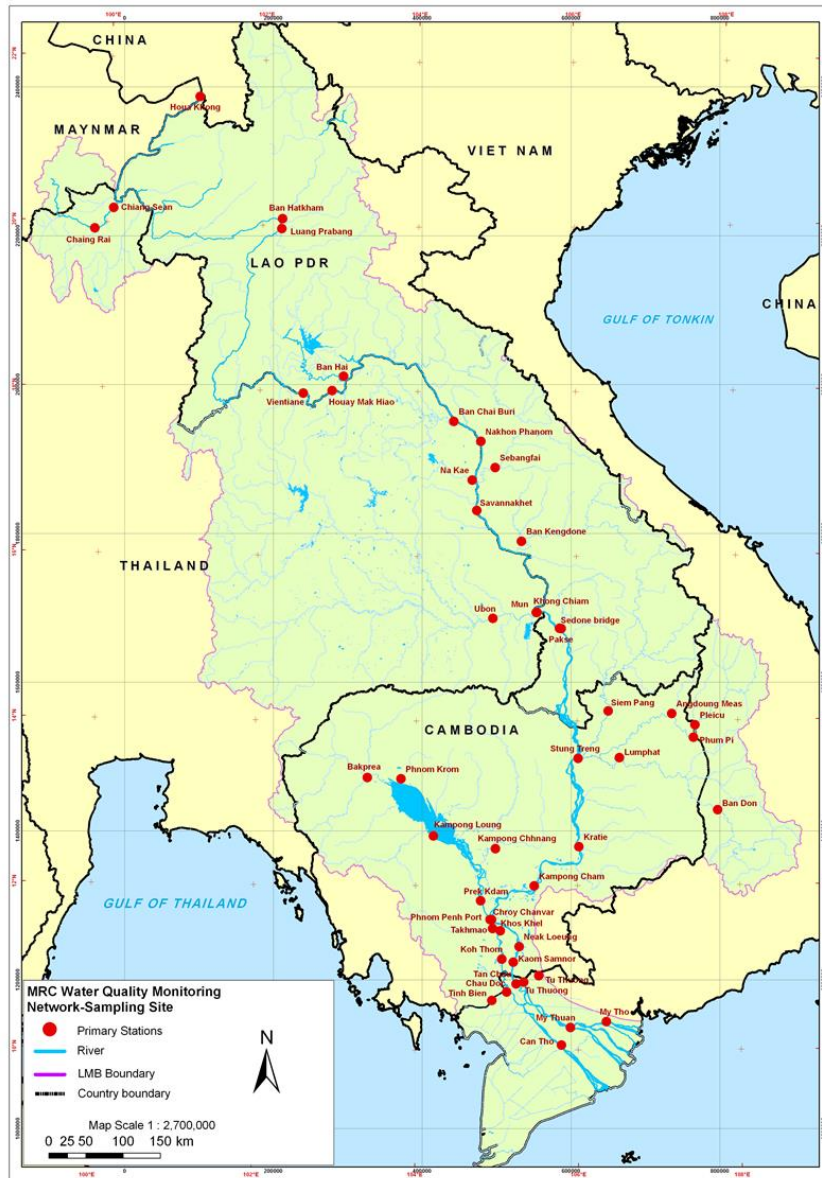 CHINA
MAYNMAR
Houa Khong
VIET NAM
Chiang Sean
Chaing Rai
Ban Hatkham
Luang Prabang
LAO PDR
CHINA
GULF OF TONKIN
Ban Hai
Vientiane
Houay Mak Hiao
Ban Chai Buri
Nakhon Phanom
Sebangfai
Na Kae
Savannakhet
Ban Kengdone
THAILAND
Ubon
Mun
Khong Chiam
Sedone bridge
Pakse
Siem Pang
Angdoung Meas
Pleicu
Phum Pi
CAMBODIA
Stung Treng
Lumphat
Bakprea
Phnom Krom
Ban Don
Kampong Loung
Kampong Chhnang
Kratie
Kampong Cham
GULF OF THAILAND
Prek Kdam
Phnom Penh Port
Chroy Chanvar
Takhmao
Khos Khel
Neak Loeung
Koh Thom
Kaom Samnor
Tu Thuong
Chau Doc
Tu Thuong
Tinh Bien
My Thuan
My Tho
Can Tho
MRC Water Quality Monitoring
Network-Sampling Site
Primary Stations
River
LMB Boundary
Country boundary
N
Map Scale 1 : 2,700,000
0 25 50 100 150 km